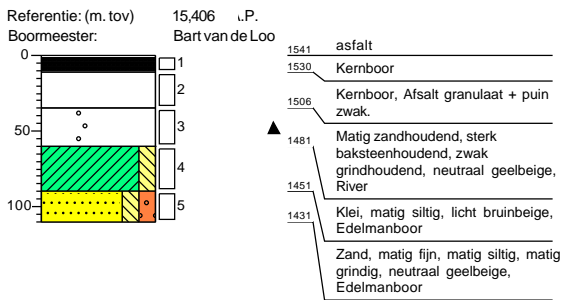 Referentie: (m. tov) 15,406 .P.
Boormeester: Bart van de Loo
0
50
100
1
2
3
4
5
1541 asfalt
1530 Kernboor
1506 Kernboor, Afsalt granulaat + puin
zwak.
1481 Matig zandhoudend, sterk
baksteenhoudend, zwak
grindhoudend, neutraal geelbeige,
River
1451 Klei, matig siltig, licht bruinbeige,
Edelmanboor
1431 Zand, matig fijn, matig siltig, matig
grindig, neutraal geelbeige,
Edelmanboor